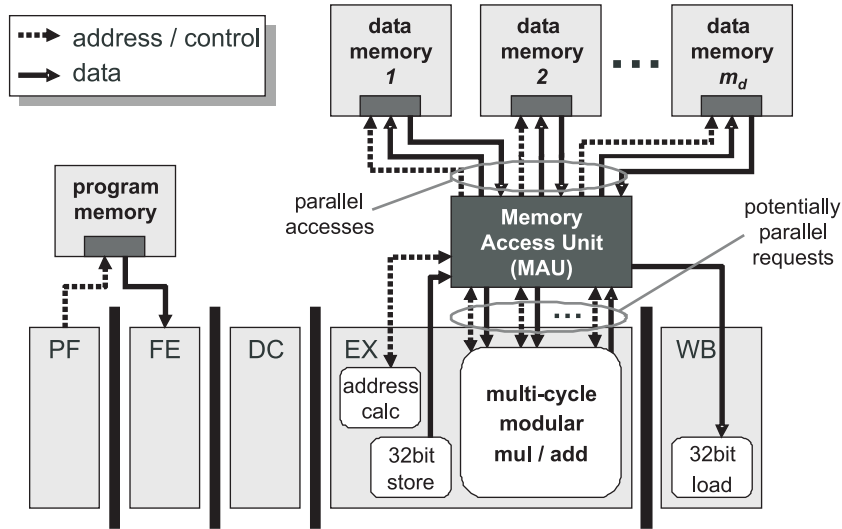 address / control
data
data
memory
1
data
memory
2
data
memory
m_d
program
memory
parallel
accesses
Memory
Access Unit
(MAU)
potentially
parallel
requests
PF
FE
DC
EX
WB
address
calc
32bit
store
multi-cycle
modular
mul / add
32bit
load